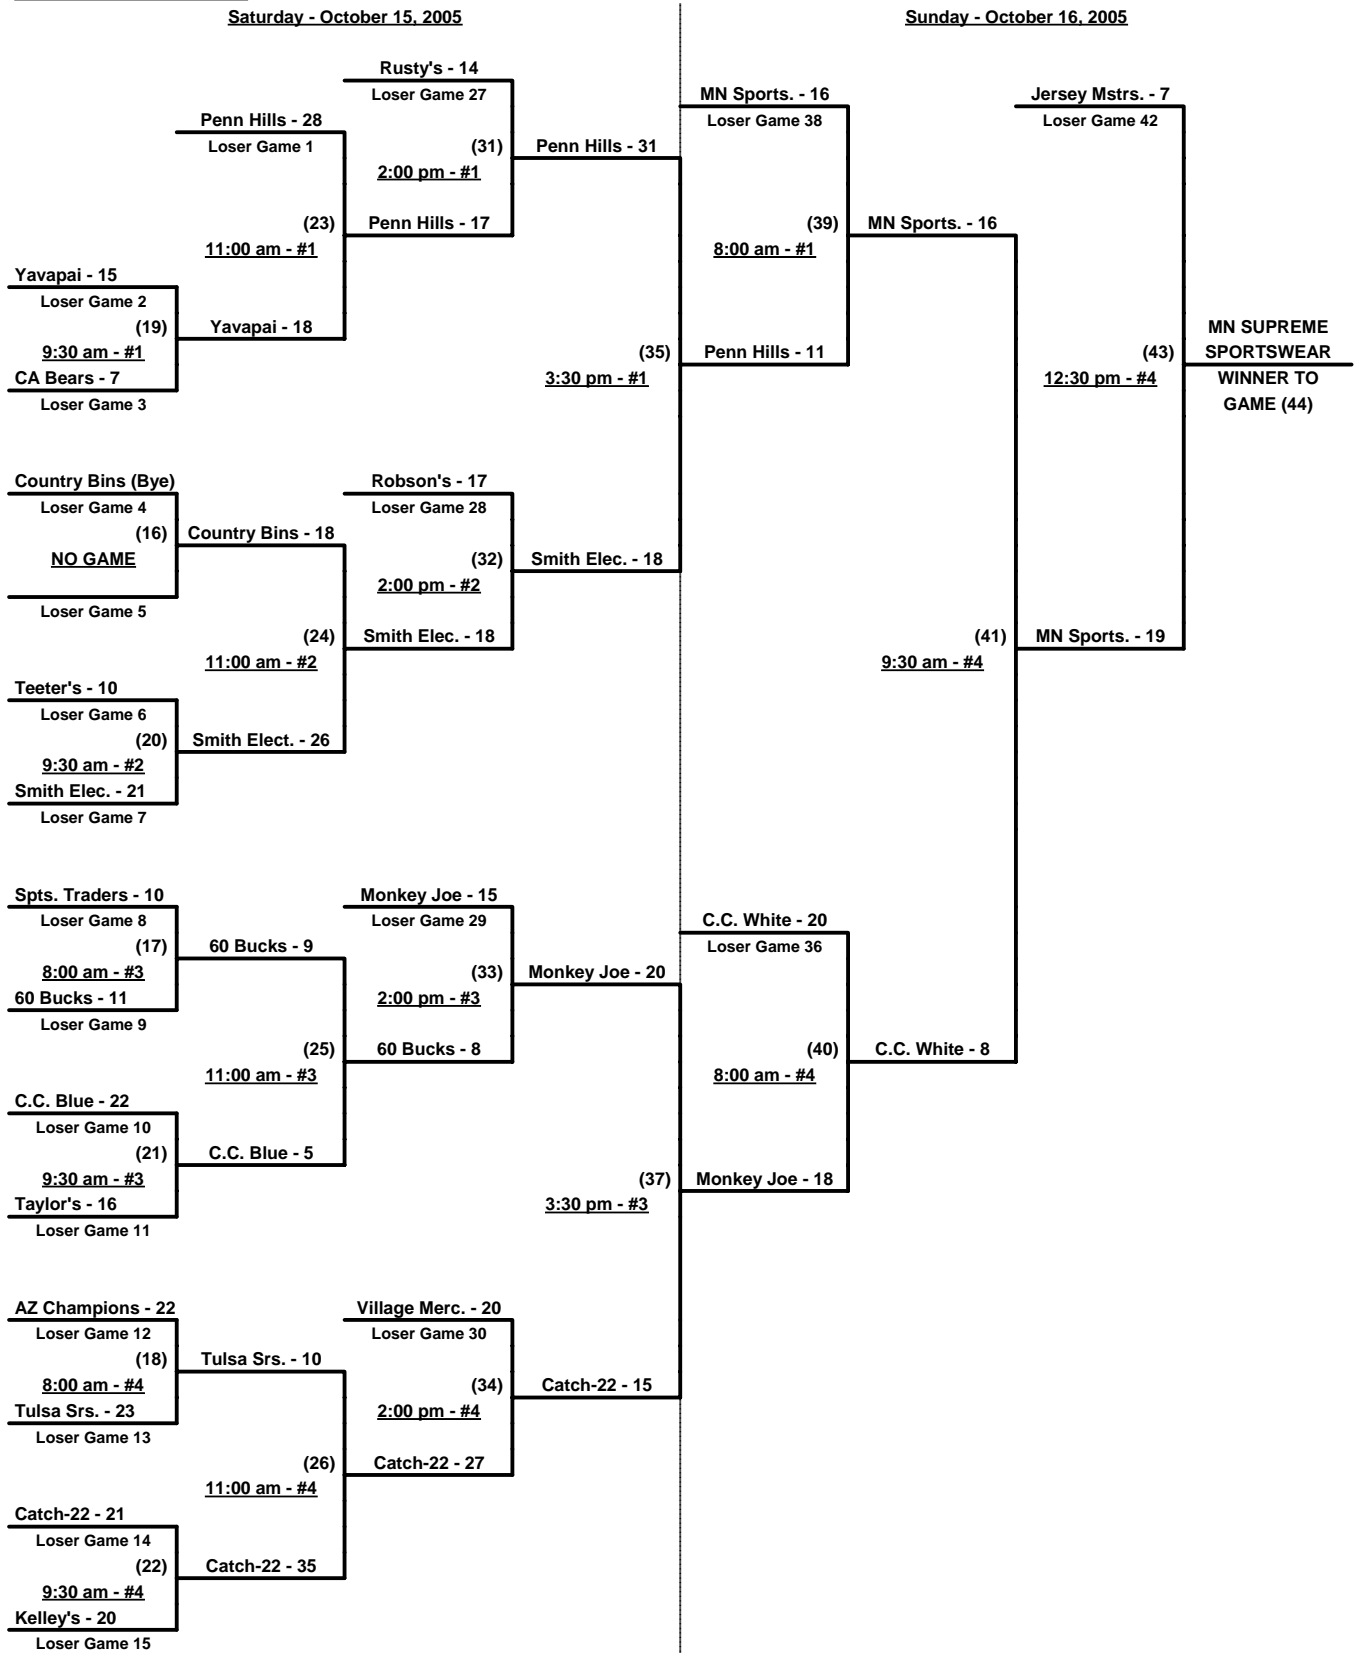 Saturday - October 15, 2005
Sunday - October 16, 2005
Rusty's - 14
Loser Game 27
MN Sports. - 16
Loser Game 38
Jersey Mstrs. - 7
Loser Game 42
Penn Hills - 28
Loser Game 1
(31)
2:00 pm - #1
Penn Hills - 31
(23)
11:00 am - #1
Penn Hills - 17
(39)
8:00 am - #1
MN Sports. - 16
Yavapai - 15
Loser Game 2
(19)
9:30 am - #1
Yavapai - 18
CA Bears - 7
Loser Game 3
(35)
3:30 pm - #1
Penn Hills - 11
(43)
12:30 pm - #4
MN SUPREME
SPORTSWEAR
WINNER TO
GAME (44)
Country Bins (Bye)
Loser Game 4
(16)
NO GAME
Country Bins - 18
Loser Game 5
Robson's - 17
Loser Game 28
(32)
2:00 pm - #2
Smith Elec. - 18
(24)
11:00 am - #2
Smith Elec. - 18
(41)
9:30 am - #4
MN Sports. - 19
Teeter's - 10
Loser Game 6
(20)
9:30 am - #2
Smith Elect. - 26
Smith Elec. - 21
Loser Game 7
Spts. Traders - 10
Loser Game 8
(17)
8:00 am - #3
60 Bucks - 9
60 Bucks - 11
Loser Game 9
Monkey Joe - 15
Loser Game 29
(33)
2:00 pm - #3
Monkey Joe - 20
C.C. White - 20
Loser Game 36
(25)
11:00 am - #3
60 Bucks - 8
(40)
8:00 am - #4
C.C. White - 8
C.C. Blue - 22
Loser Game 10
(21)
9:30 am - #3
C.C. Blue - 5
Taylor's - 16
Loser Game 11
(37)
3:30 pm - #3
Monkey Joe - 18
AZ Champions - 22
Loser Game 12
(18)
8:00 am - #4
Tulsa Srs. - 10
Tulsa Srs. - 23
Loser Game 13
Village Merc. - 20
Loser Game 30
(34)
2:00 pm - #4
Catch-22 - 15
(26)
11:00 am - #4
Catch-22 - 27
Catch-22 - 21
Loser Game 14
(22)
9:30 am - #4
Catch-22 - 35
Kelley's - 20
Loser Game 15